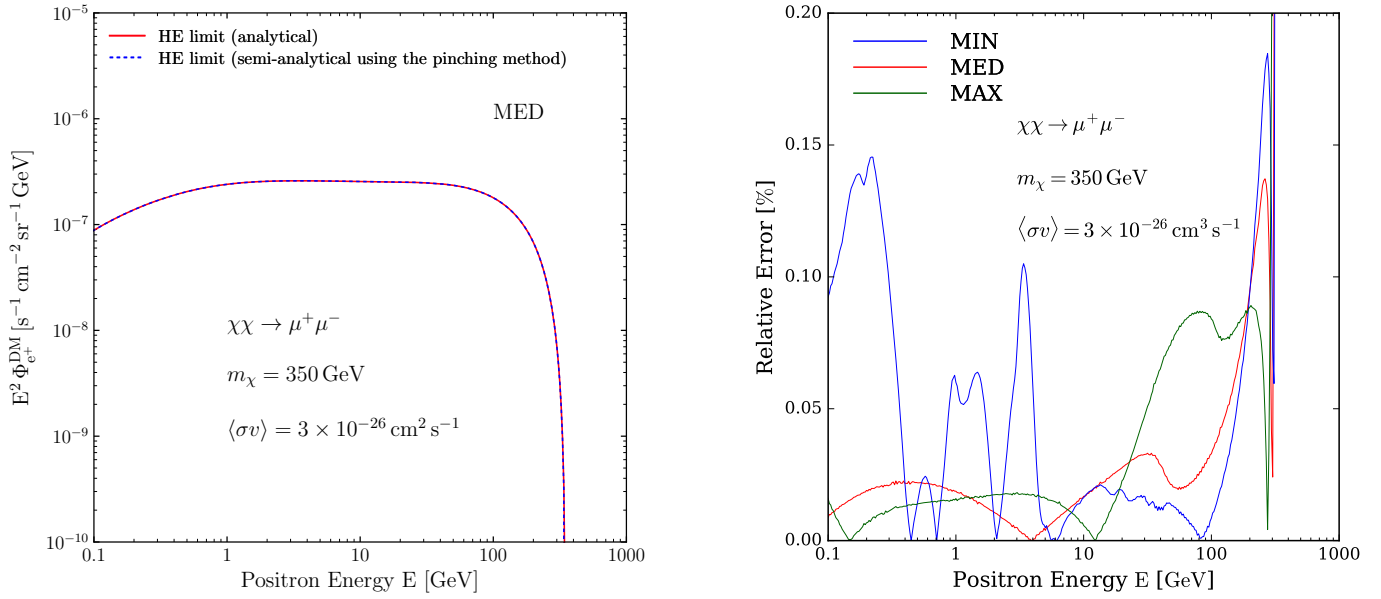 10⁻⁵
10⁻⁶
10⁻⁷
10⁻⁸
10⁻⁹
10⁻¹⁰
E² Φ_{e⁺}^{DM} [s⁻¹ cm⁻² sr⁻¹ GeV]
HE limit (analytical)
HE limit (semi-analytical using the pinching method)
MED
χχ → μ⁺μ⁻
m_χ = 350 GeV
⟨σv⟩ = 3 × 10⁻²⁶ cm² s⁻¹
0.1 1 10 100 1000
Positron Energy E [GeV]
0.20
0.15
0.10
0.05
0.00
Relative Error [%]
MIN
MED
MAX
χχ → μ⁺μ⁻
m_χ = 350 GeV
⟨σv⟩ = 3 × 10⁻²⁶ cm³ s⁻¹
0.1 1 10 100 1000
Positron Energy E [GeV]